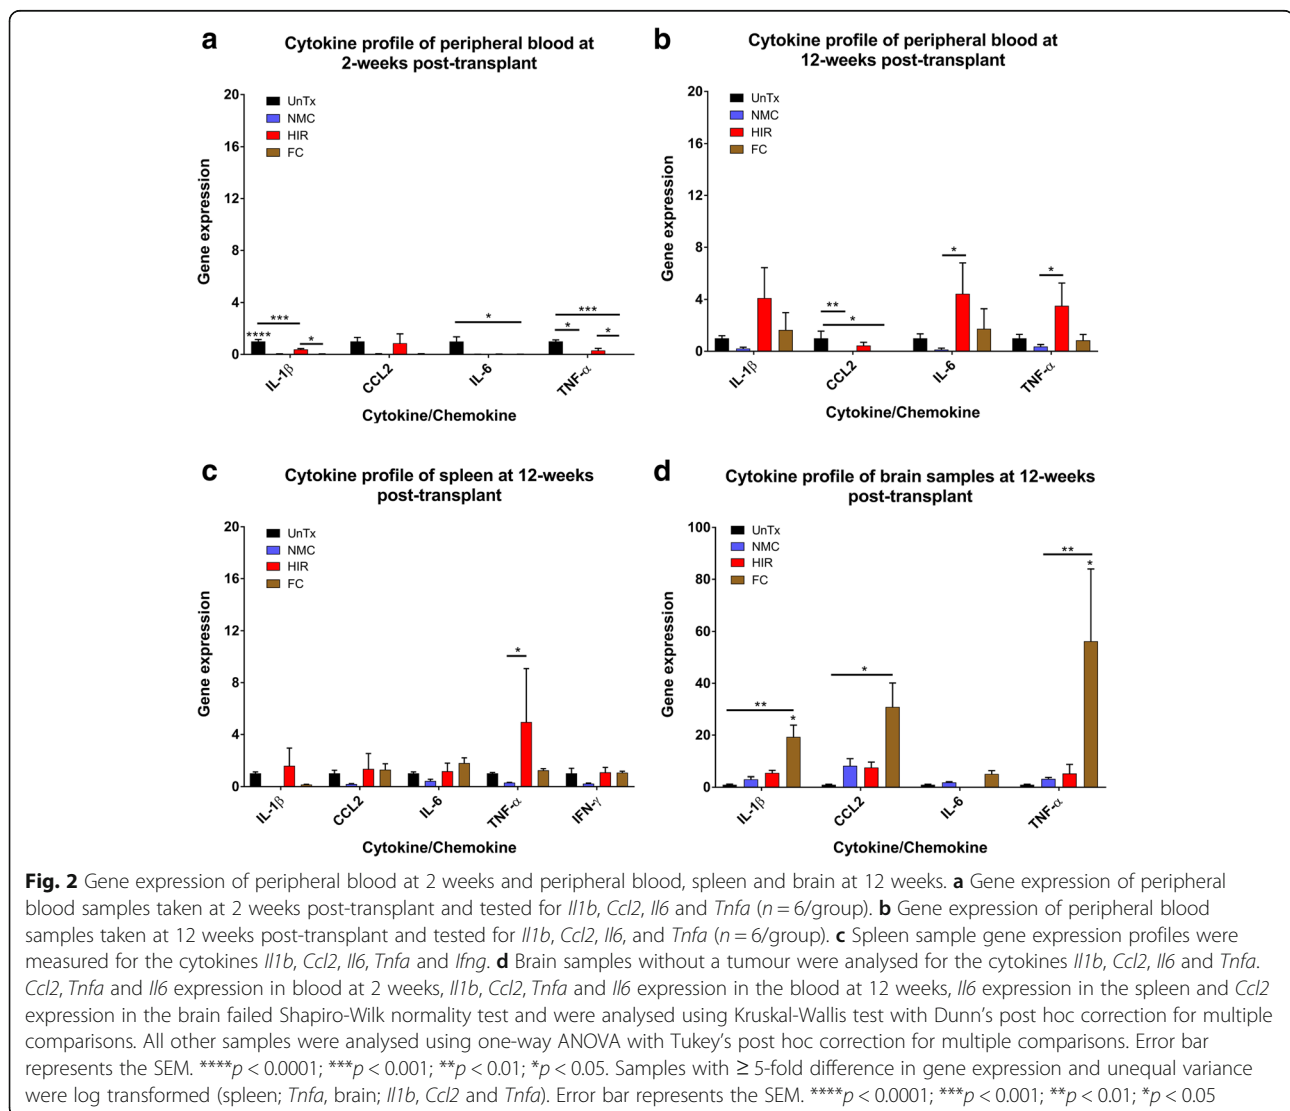 a
Cytokine profile of peripheral blood at
2-weeks post-transplant
20
16
12
8
4
0
Gene expression
UnTx
NMC
HIR
FC
****
***
*
*
***
*
*
IL-1β
CCL2
IL-6
TNF-α
Cytokine/Chemokine
b
Cytokine profile of peripheral blood at
12-weeks post-transplant
20
16
12
8
4
0
Gene expression
UnTx
NMC
HIR
FC
**
*
*
*
IL-1β
CCL2
IL-6
TNF-α
Cytokine/Chemokine
c
Cytokine profile of spleen at 12-weeks
post-transplant
20
16
12
8
4
0
Gene expression
UnTx
NMC
HIR
FC
*
IL-1β
CCL2
IL-6
TNF-α
IFN-γ
Cytokine/Chemokine
d
Cytokine profile of brain samples at 12-weeks
post-transplant
100
80
60
40
20
0
Gene expression
UnTx
NMC
HIR
FC
**
*
*
**
*
IL-1β
CCL2
IL-6
TNF-α
Cytokine/Chemokine
Fig. 2 Gene expression of peripheral blood at 2 weeks and peripheral blood, spleen and brain at 12 weeks. a Gene expression of peripheral
blood samples taken at 2 weeks post-transplant and tested for Il1b, Ccl2, Il6 and Tnfa (n = 6/group). b Gene expression of peripheral blood
samples taken at 12 weeks post-transplant and tested for Il1b, Ccl2, Il6, and Tnfa (n = 6/group). c Spleen sample gene expression profiles were
measured for the cytokines Il1b, Ccl2, Il6, Tnfa and Ifng. d Brain samples without a tumour were analysed for the cytokines Il1b, Ccl2, Il6 and Tnfa.
Ccl2, Tnfa and Il6 expression in blood at 2 weeks, Il1b, Ccl2, Tnfa and Il6 expression in the blood at 12 weeks, Il6 expression in the spleen and Ccl2
expression in the brain failed Shapiro-Wilk normality test and were analysed using Kruskal-Wallis test with Dunn's post hoc correction for multiple
comparisons. All other samples were analysed using one-way ANOVA with Tukey's post hoc correction for multiple comparisons. Error bar
represents the SEM. ****p < 0.0001; ***p < 0.001; **p < 0.01; *p < 0.05. Samples with ≥ 5-fold difference in gene expression and unequal variance
were log transformed (spleen; Tnfa, brain; Il1b, Ccl2 and Tnfa). Error bar represents the SEM. ****p < 0.0001; ***p < 0.001; **p < 0.01; *p < 0.05